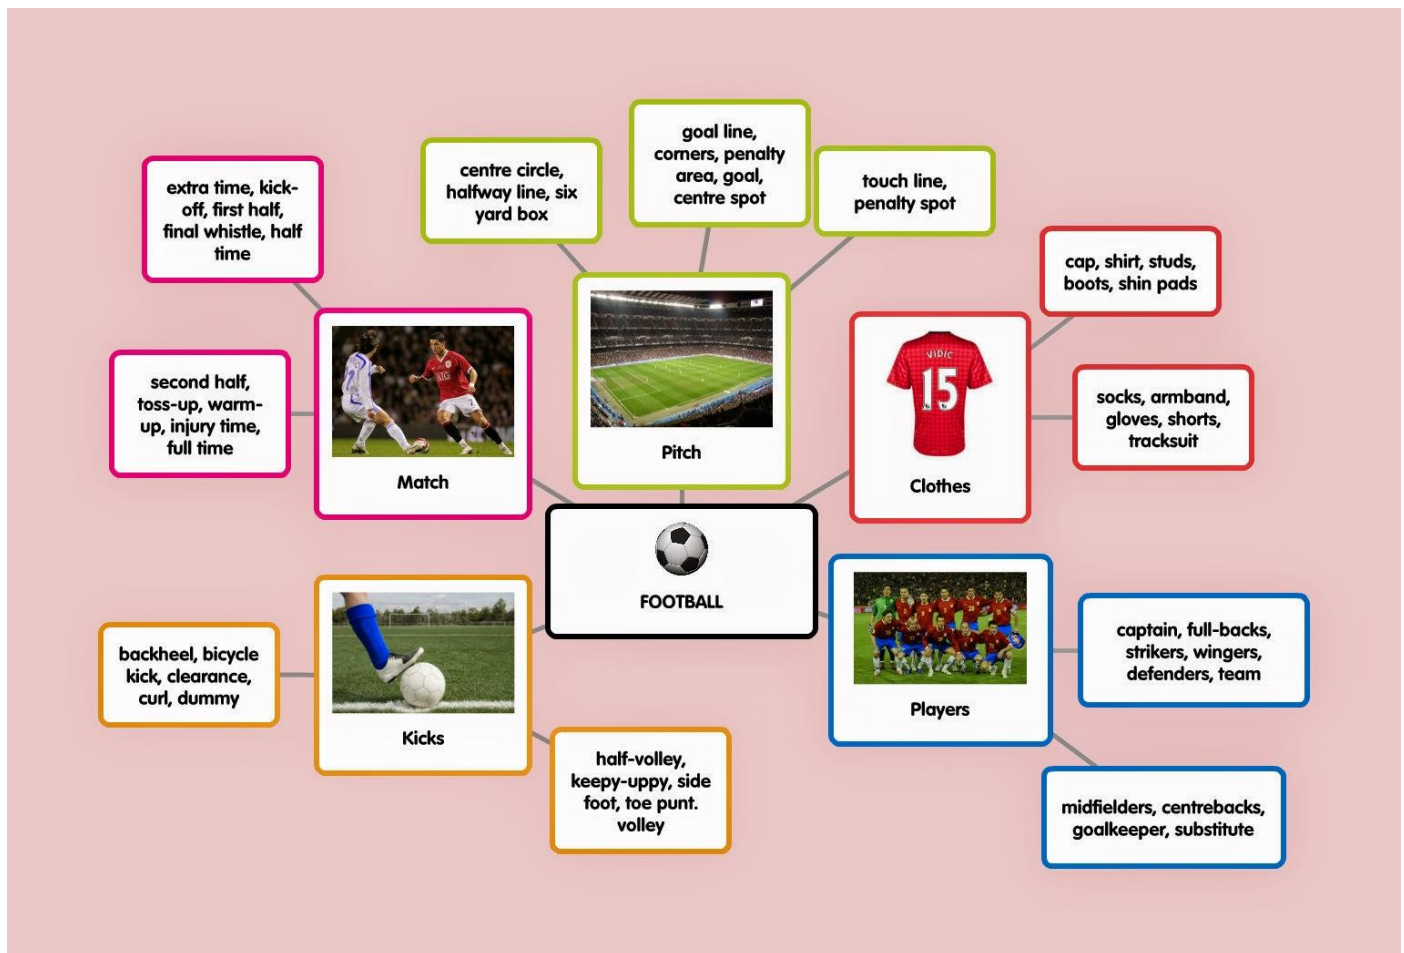 goal line,
corners, penalty
area, goal,
centre spot
centre circle,
halfway line, six
yard box
touch line,
penalty spot
extra time, kick-
off, first half,
final whistle, half
time
second half,
toss-up, warm-
up, injury time,
full time
Match
Pitch
VIDIC
15
Clothes
cap, shirt, studs,
boots, shin pads
socks, armband,
gloves, shorts,
tracksuit
FOOTBALL
backheel, bicycle
kick, clearance,
curl, dummy
Kicks
half-volley,
keepy-uppy, side
foot, toe punt.
volley
Players
captain, full-backs,
strikers, wingers,
defenders, team
midfielders, centrebacks,
goalkeeper, substitute